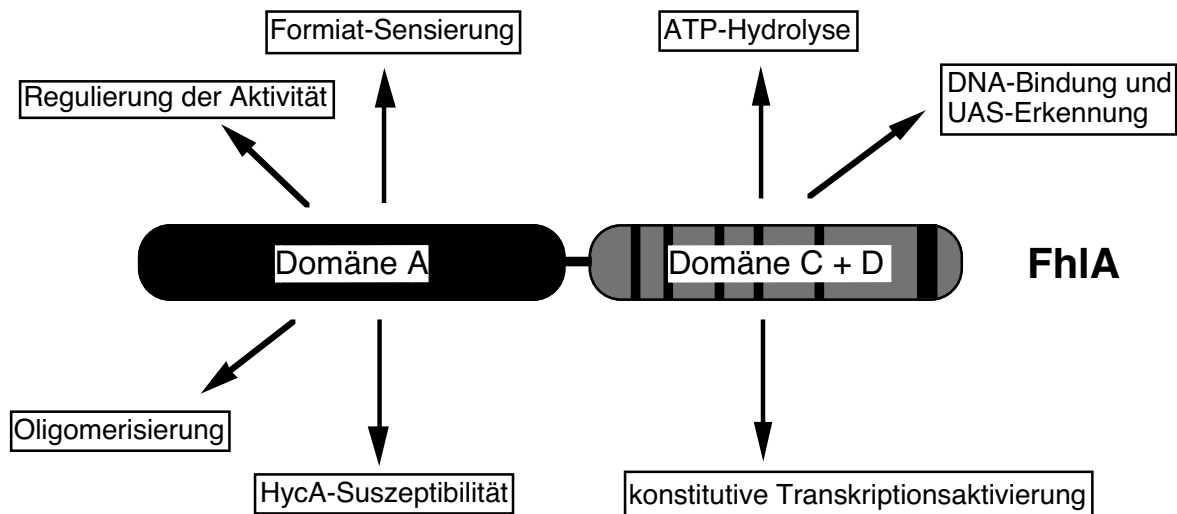 Formiat-Sensierung
ATP-Hydrolyse
Regulierung der Aktivität
DNA-Bindung und
UAS-Erkennung
Domäne A
Domäne C + D
FhlA
Oligomerisierung
HycA-Suszeptibilität
konstitutive Transkriptionsaktivierung